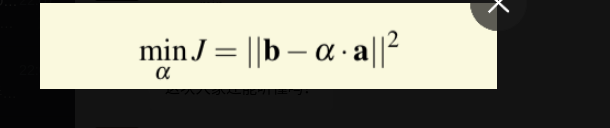 min J = ||b − α · a||²
α